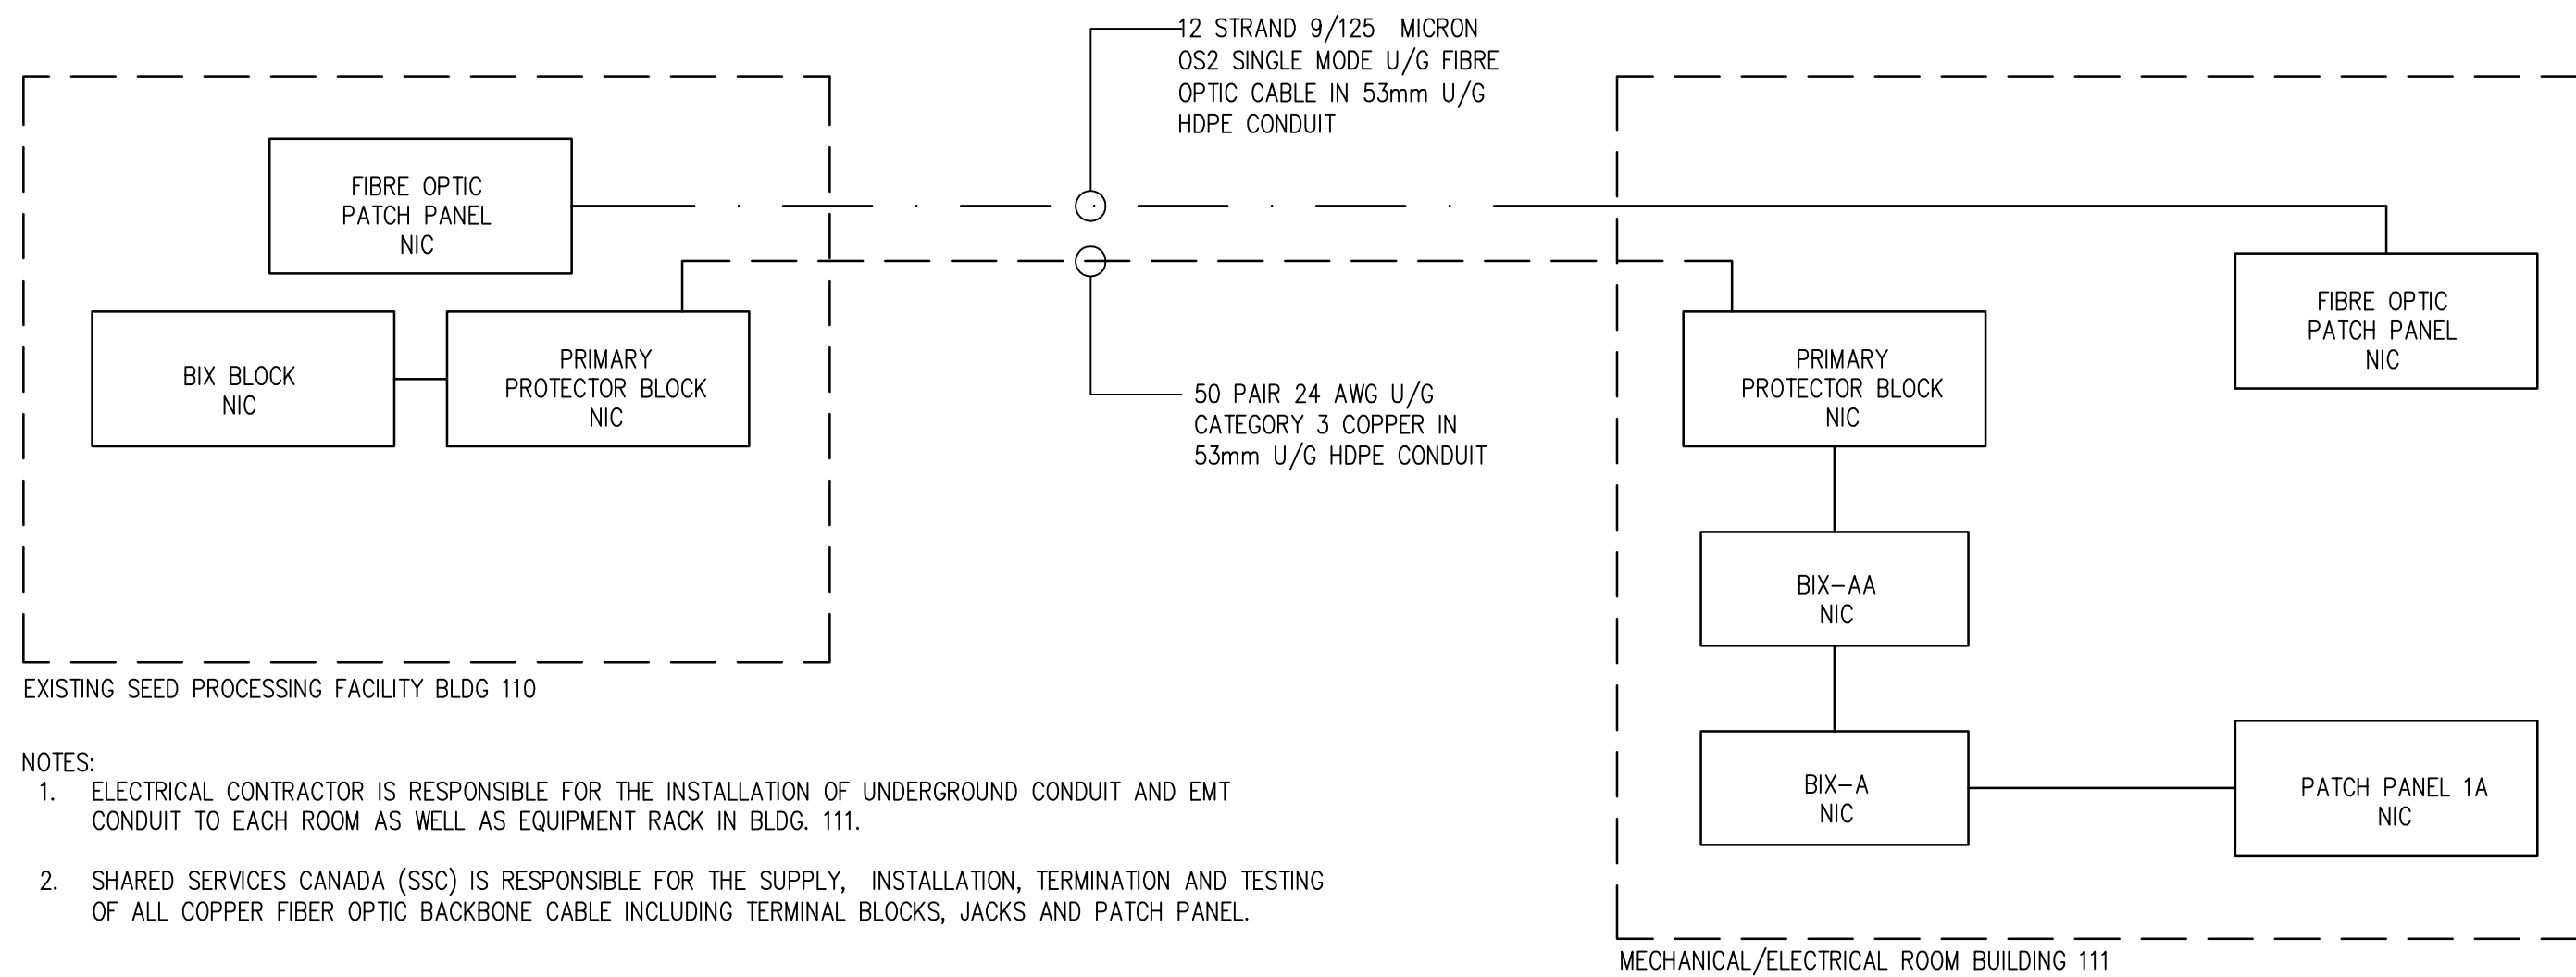 12 STRAND 9/125 MICRON
OS2 SINGLE MODE U/G FIBRE
OPTIC CABLE IN 53mm U/G
HDPE CONDUIT
FIBRE OPTIC
PATCH PANEL
NIC
BIX BLOCK
NIC
PRIMARY
PROTECTOR BLOCK
NIC
50 PAIR 24 AWG U/G
CATEGORY 3 COPPER IN
53mm U/G HDPE CONDUIT
PRIMARY
PROTECTOR BLOCK
NIC
FIBRE OPTIC
PATCH PANEL
NIC
BIX-AA
NIC
BIX-A
NIC
PATCH PANEL 1A
NIC
EXISTING SEED PROCESSING FACILITY BLDG 110
NOTES:
1. ELECTRICAL CONTRACTOR IS RESPONSIBLE FOR THE INSTALLATION OF UNDERGROUND CONDUIT AND EMT
CONDUIT TO EACH ROOM AS WELL AS EQUIPMENT RACK IN BLDG. 111.
2. SHARED SERVICES CANADA (SSC) IS RESPONSIBLE FOR THE SUPPLY, INSTALLATION, TERMINATION AND TESTING
OF ALL COPPER FIBER OPTIC BACKBONE CABLE INCLUDING TERMINAL BLOCKS, JACKS AND PATCH PANEL.
MECHANICAL/ELECTRICAL ROOM BUILDING 111